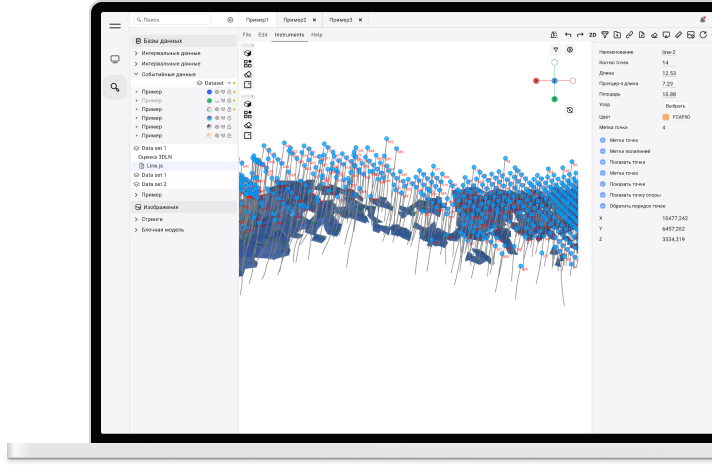 Поиск
Пример1 Пример2 × Пример3 ×
File Edit Instruments Help
2D
Базы данных
Интервальные данные
Интервальные данные
Событийные данные
Dataset
Пример
Пример
Пример
Пример
Пример
Пример
Data set 1
Оценка 3DLN
Line.js
Data set 1
Data set 2
Пример
Изображения
Стринги
Блочная модель
Наименование line-2
Кол-во точек 14
Длина 12.53
Проекция длина 7.29
Площадь 10.88
Упор Выбрать
Цвет FCAF60
Метка точки 4
Метки точек
Метки полилиний
Показать точки
Метки точек
Показать точки
Показать точку опоры
Обратить порядок точек
X 10477,242
Y 6457,262
Z 3534,319